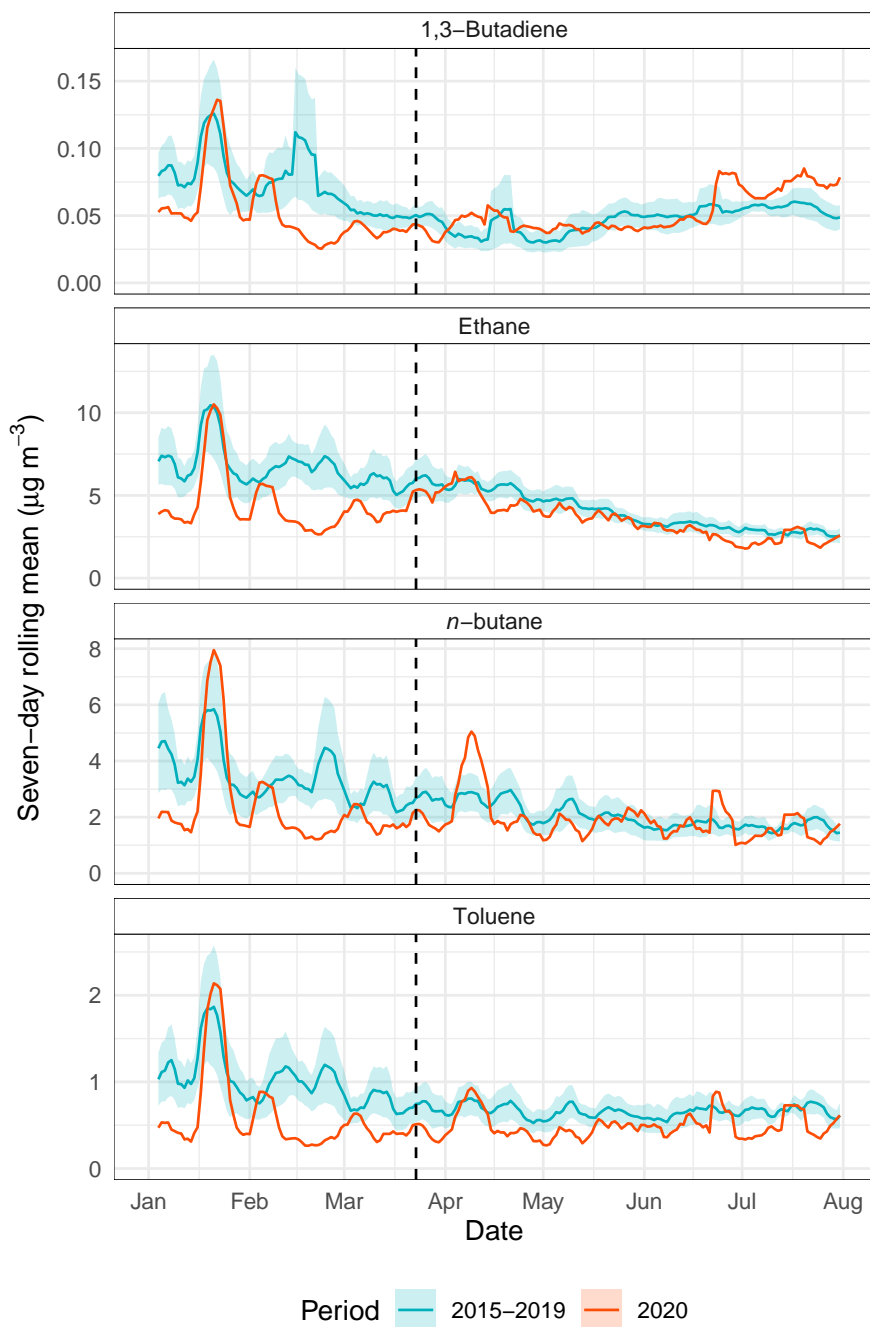 1,3−Butadiene
0.15
0.10
0.05
0.00
Ethane
10
5
0
n−butane
8
6
4
2
0
Toluene
2
1
0
Jan Feb Mar Apr May Jun Jul Aug
Date
Seven−day rolling mean (μg m⁻³)
Period 2015−2019 2020